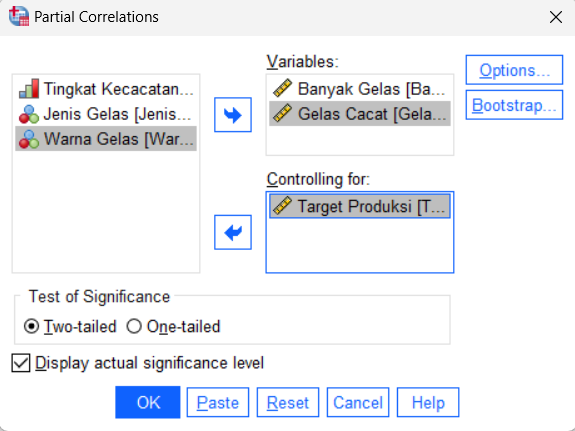 Partial Correlations
Variables:
Tingkat Kecacatan...
Jenis Gelas [Jenis...
Warna Gelas [War...
Banyak Gelas [Ba...
Gelas Cacat [Gela...
Options...
Bootstrap...
Controlling for:
Target Produksi [T...
Test of Significance
Two-tailed
One-tailed
Display actual significance level
OK
Paste
Reset
Cancel
Help